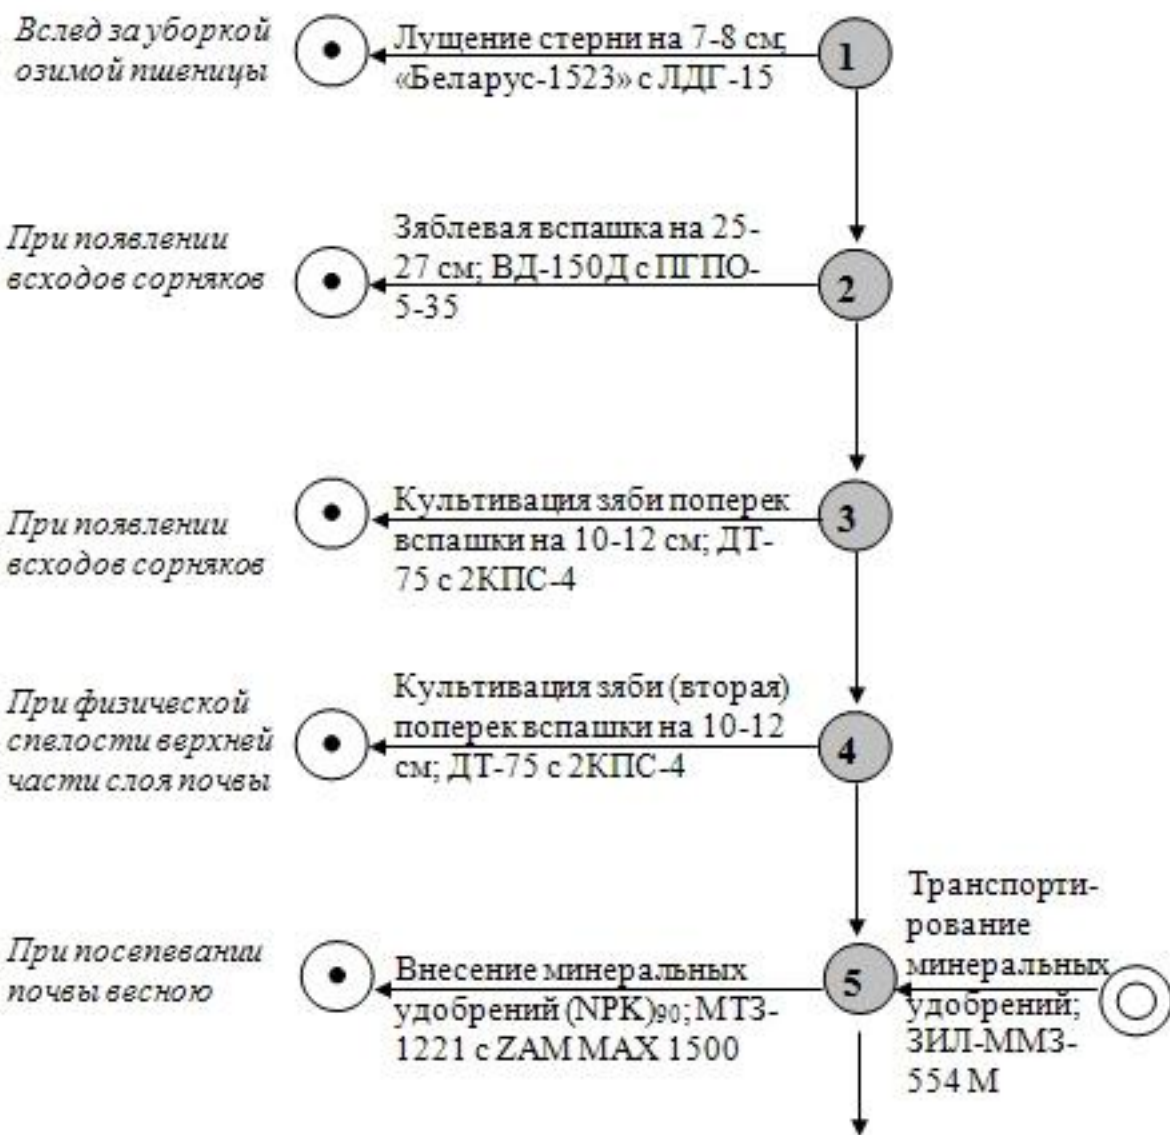 Вслед за уборкой
озимой пшеницы
Лущение стерни на 7-8 см;
«Беларус-1523» с ЛДГ-15
1
При появлении
всходов сорняков
Зяблевая вспашка на 25-
27 см; ВД-150Д с ПГПО-
5-35
2
При появлении
всходов сорняков
Культивация зяби поперек
вспашки на 10-12 см; ДТ-
75 с 2КПС-4
3
При физической
спелости верхней
части слоя почвы
Культивация зяби (вторая)
поперек вспашки на 10-12
см; ДТ-75 с 2КПС-4
4
При посепевании
почвы весною
Внесение минеральных
удобрений (NPK)90; МТЗ-
1221 с ZAM MAX 1500
5
Транспорти-
рование
минеральных
удобрений;
ЗИЛ-ММЗ-
554 М